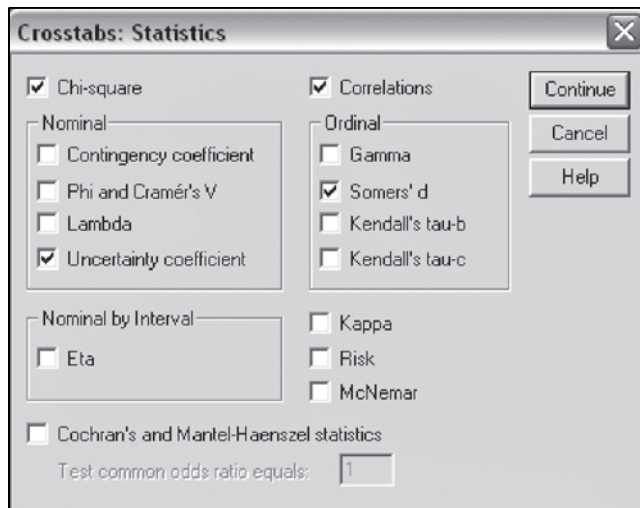 Crosstabs: Statistics
Chi-square
Correlations
Continue
Nominal
Contingency coefficient
Phi and Cramér's V
Lambda
Uncertainty coefficient
Ordinal
Gamma
Somers' d
Kendall's tau-b
Kendall's tau-c
Cancel
Help
Nominal by Interval
Eta
Kappa
Risk
McNemar
Cochran's and Mantel-Haenszel statistics
Test common odds ratio equals: 1